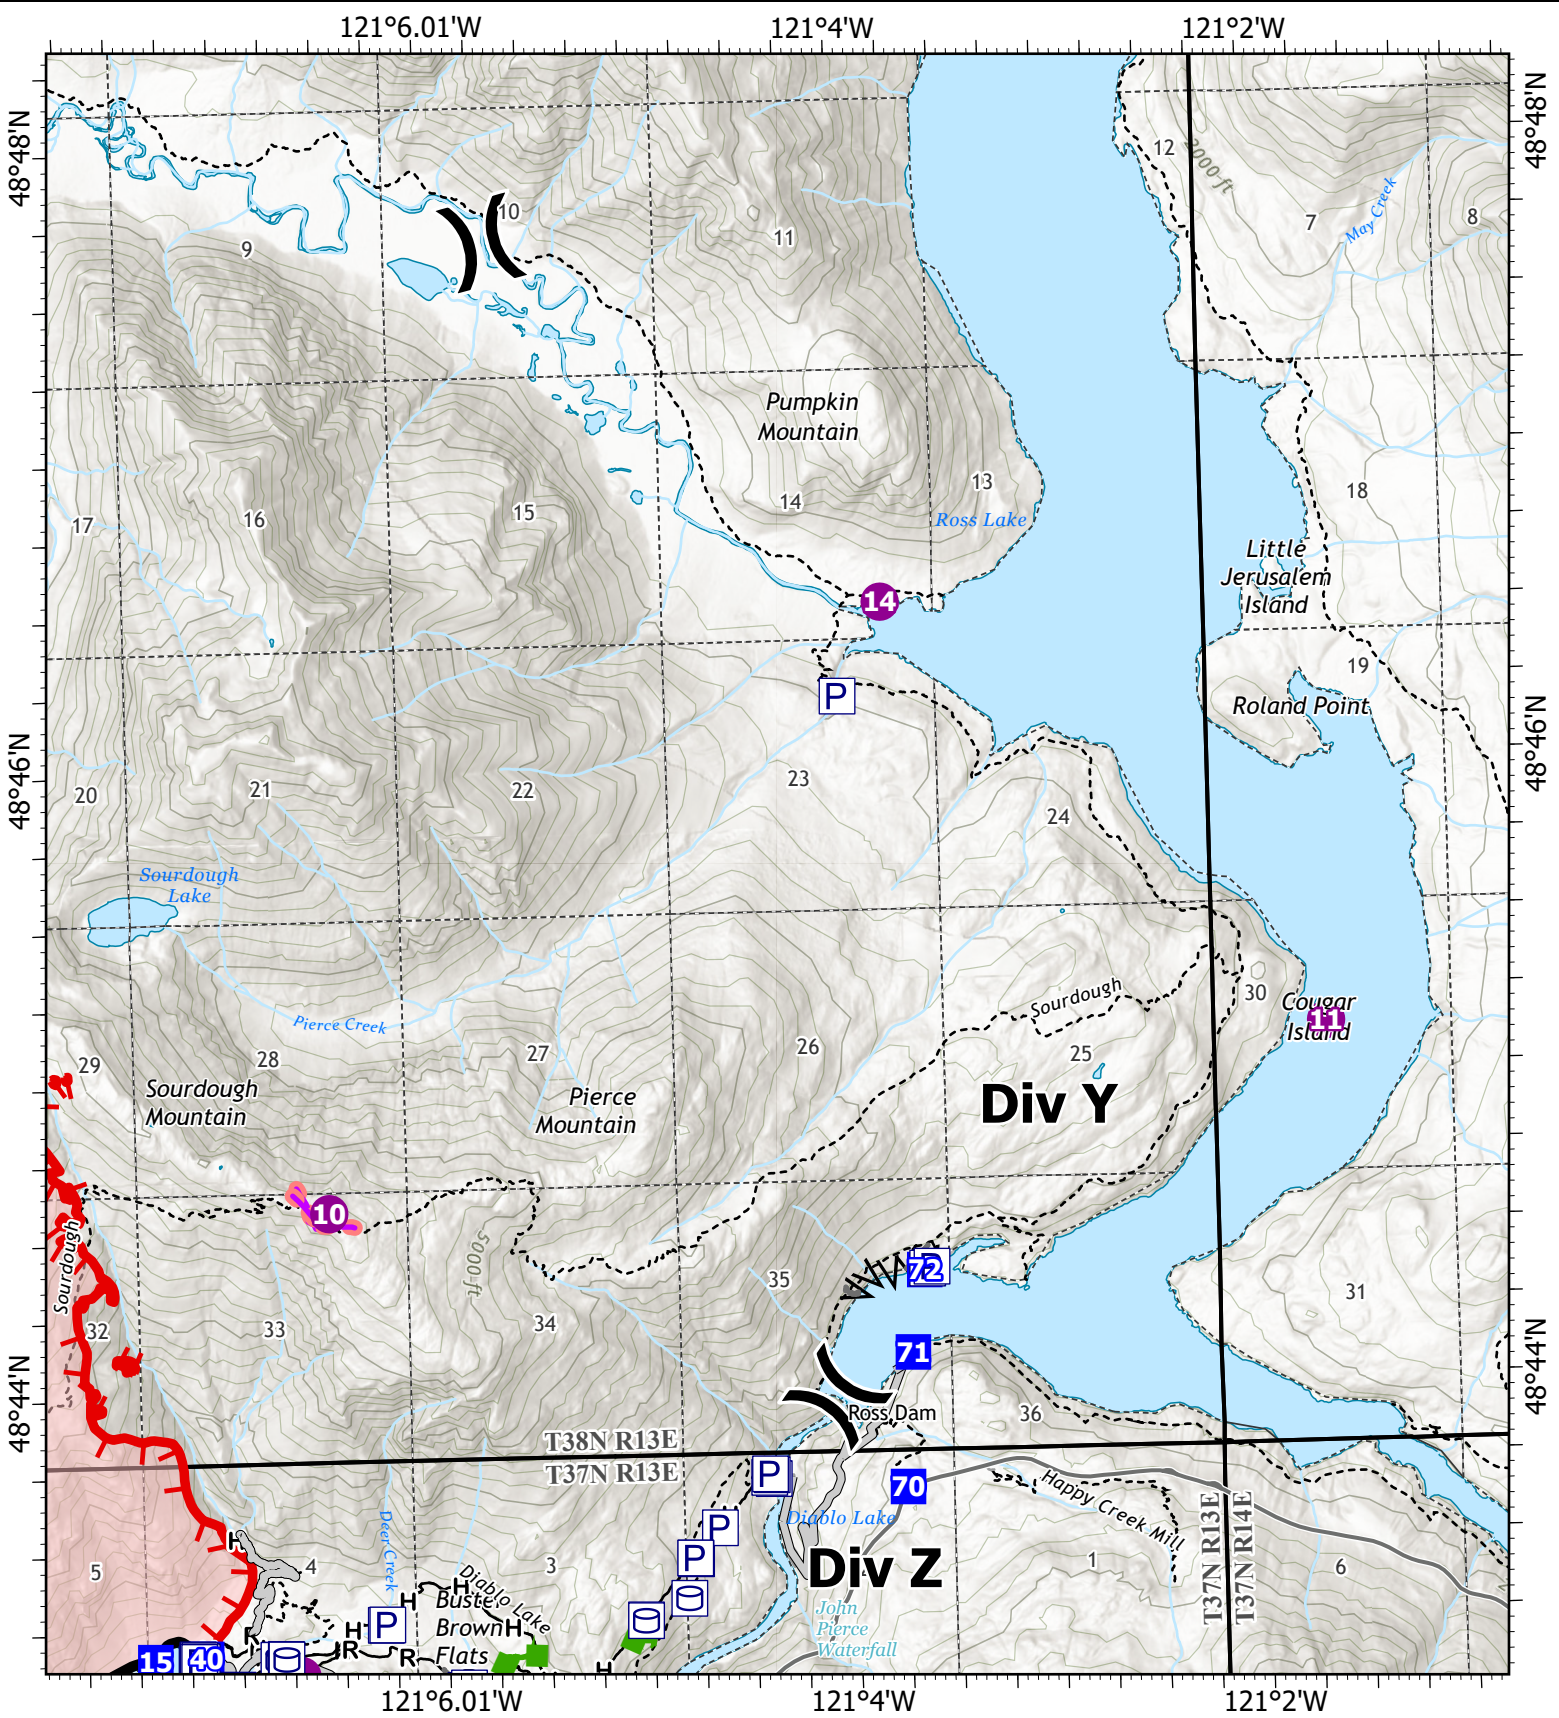 121°6.01'W
121°4'W
121°2'W
48°48'N
48°48'N
12
2000 ft
May Creek
7
8
10
11
9
Pumpkin
Mountain
13
14
Ross Lake
18
17
16
15
Little
Jerusalem
Island
14
19
Roland Point
P
48°46'N
48°46'N
20
21
22
23
24
Sourdough
Lake
Sourdough
30
Cougar
Island
11
Pierce Creek
29
28
27
26
25
Sourdough
Mountain
Pierce
Mountain
Div Y
10
Sourdough
5000 ft
35
72
P
31
32
33
34
71
48°44'N
48°44'N
Ross Dam
36
T38N R13E
T37N R13E
P
70
Happy Creek Mill
Diablo Lake
T37N R13E
T37N R14E
P
H
Deer Creek
P
5
4
3
Div Z
1
6
Diablo Lake
H
H
Buster
Brown
Flats
H
P
H
R
R
R
H
John
Pierce
Waterfall
15
40
121°6.01'W
121°4'W
121°2'W